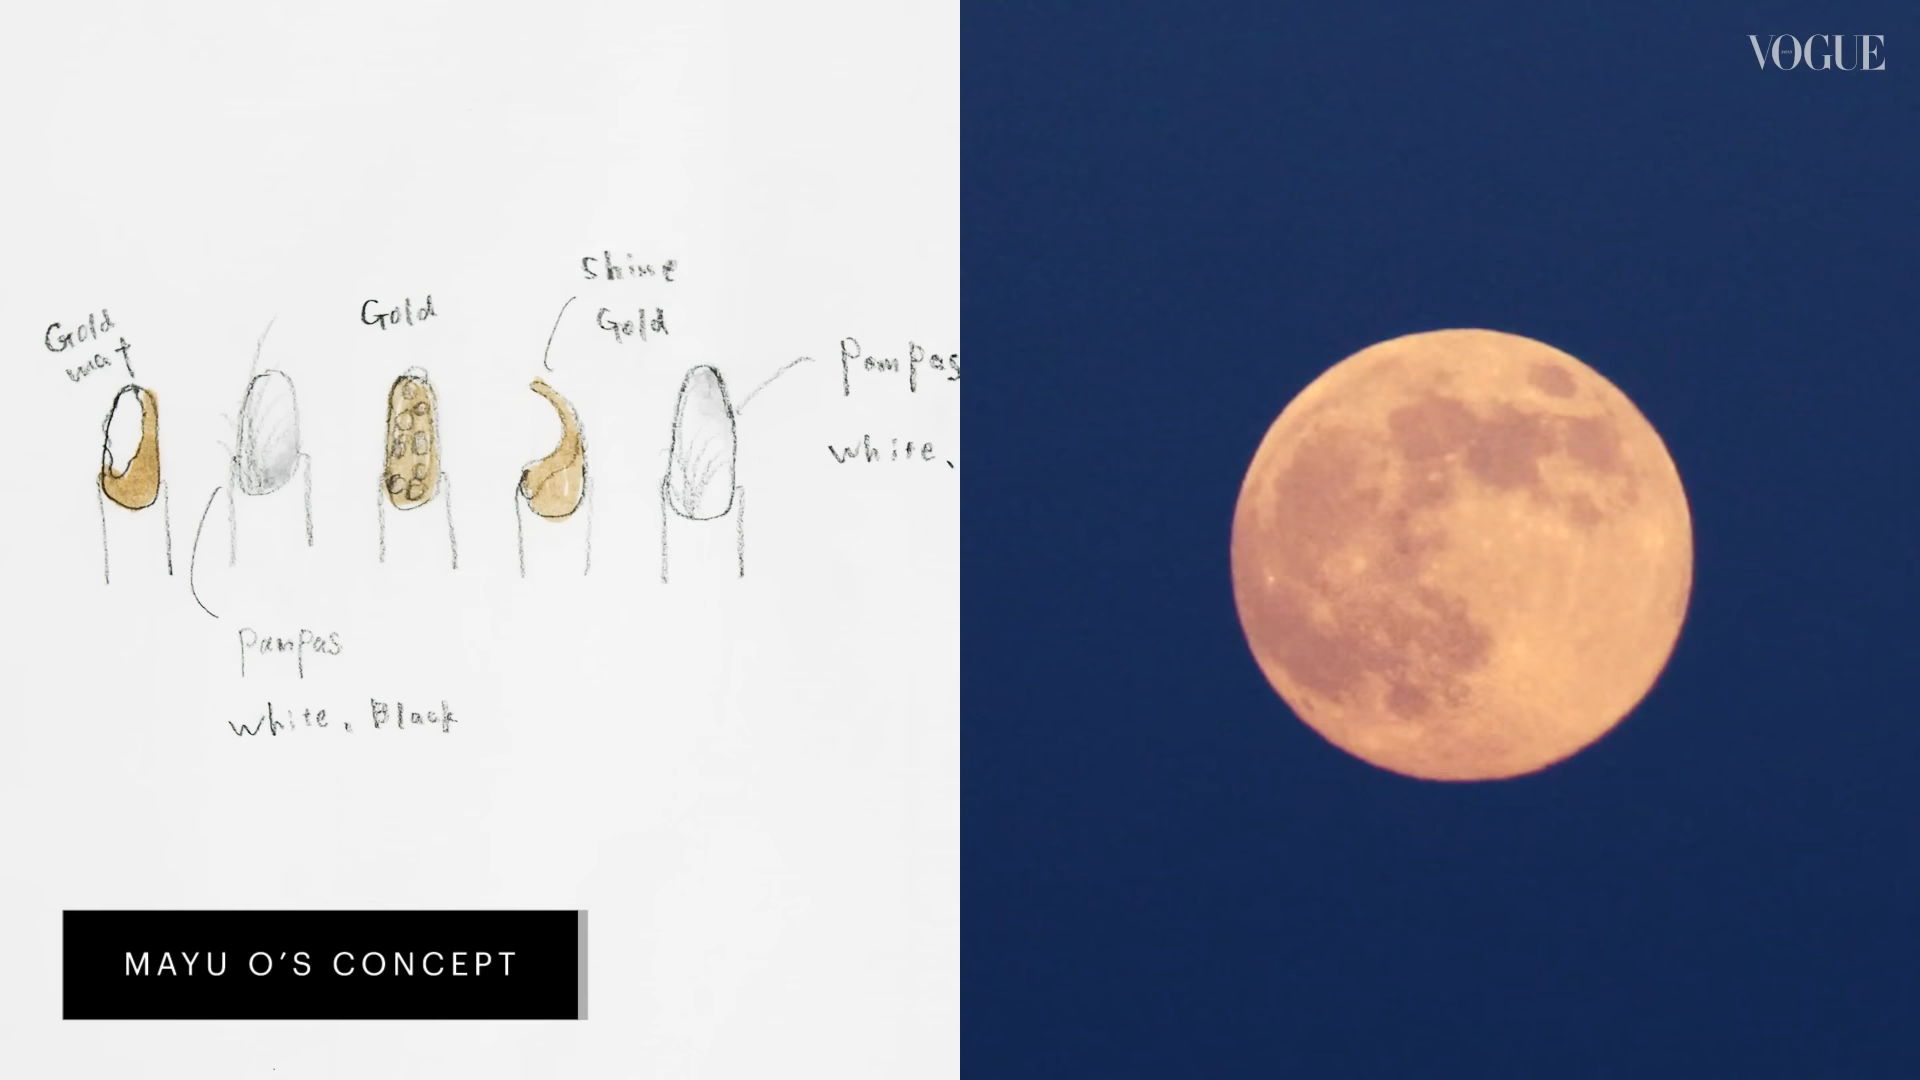 VOGUE
Shine
Gold
Gold
Gold
mat
Pampas
white、
Pampas
white、Black
MAYU O'S CONCEPT